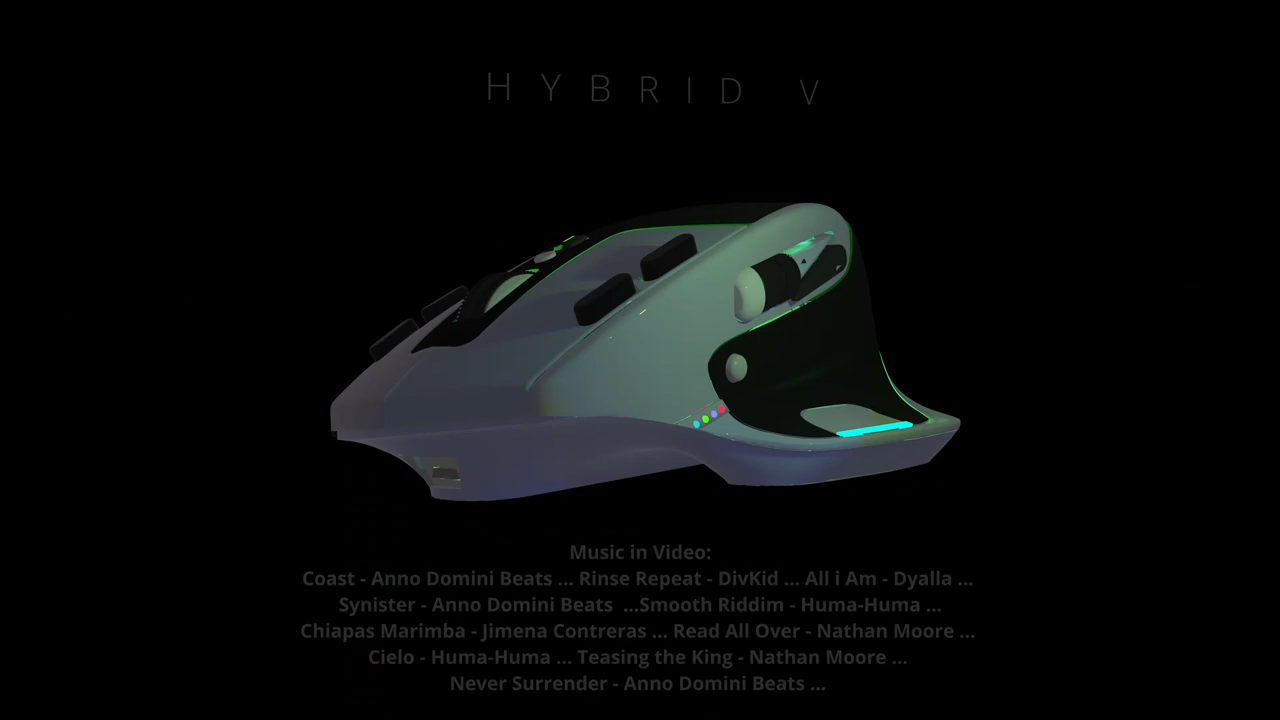 HYBRID V
Music in Video:
Coast - Anno Domini Beats ... Rinse Repeat - DivKid ... All i Am - Dyalla ...
Synister - Anno Domini Beats  ...Smooth Riddim - Huma-Huma ...
Chiapas Marimba - Jimena Contreras ... Read All Over - Nathan Moore ...
Cielo - Huma-Huma ... Teasing the King - Nathan Moore ...
Never Surrender - Anno Domini Beats ...